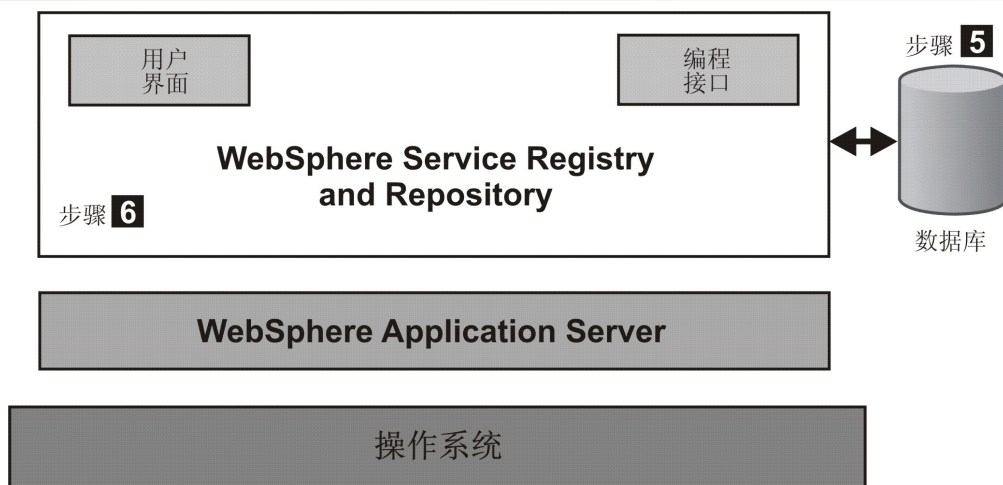 用户
界面
编程
接口
步骤 5
WebSphere Service Registry
and Repository
步骤 6
数据库
WebSphere Application Server
操作系统